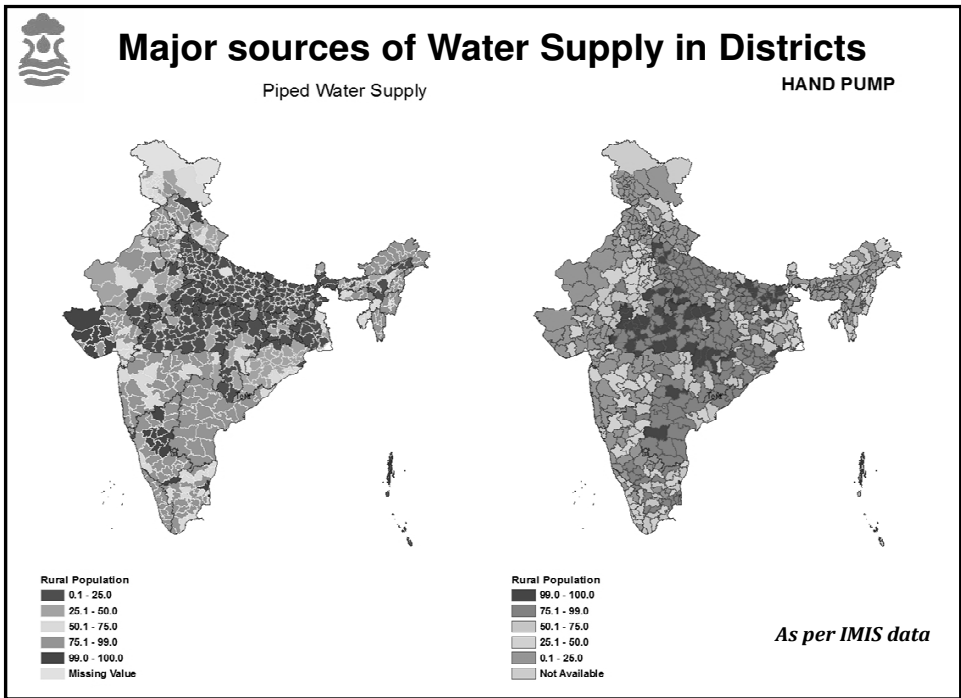 Major sources of Water Supply in Districts
Piped Water Supply
HAND PUMP
Rural Population
0.1 - 25.0
25.1 - 50.0
50.1 - 75.0
75.1 - 99.0
99.0 - 100.0
Missing Value
Rural Population
99.0 - 100.0
75.1 - 99.0
50.1 - 75.0
25.1 - 50.0
0.1 - 25.0
Not Available
As per IMIS data